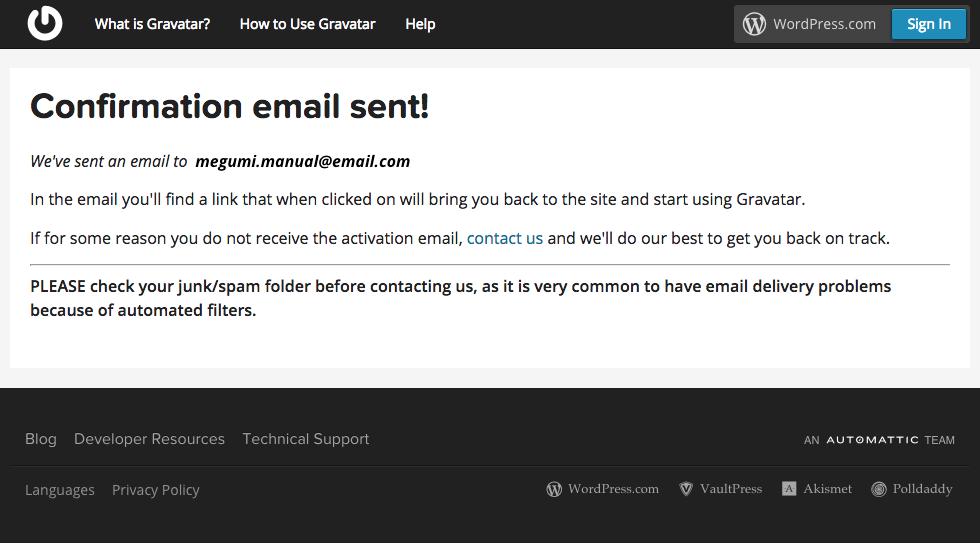 What is Gravatar? How to Use Gravatar Help WordPress.com Sign In
Confirmation email sent!
We've sent an email to megumi.manual@email.com
In the email you'll find a link that when clicked on will bring you back to the site and start using Gravatar.
If for some reason you do not receive the activation email, contact us and we'll do our best to get you back on track.
PLEASE check your junk/spam folder before contacting us, as it is very common to have email delivery problems
because of automated filters.
Blog Developer Resources Technical Support AN AUTOMATTIC TEAM
Languages Privacy Policy WordPress.com VaultPress Akismet Polldaddy